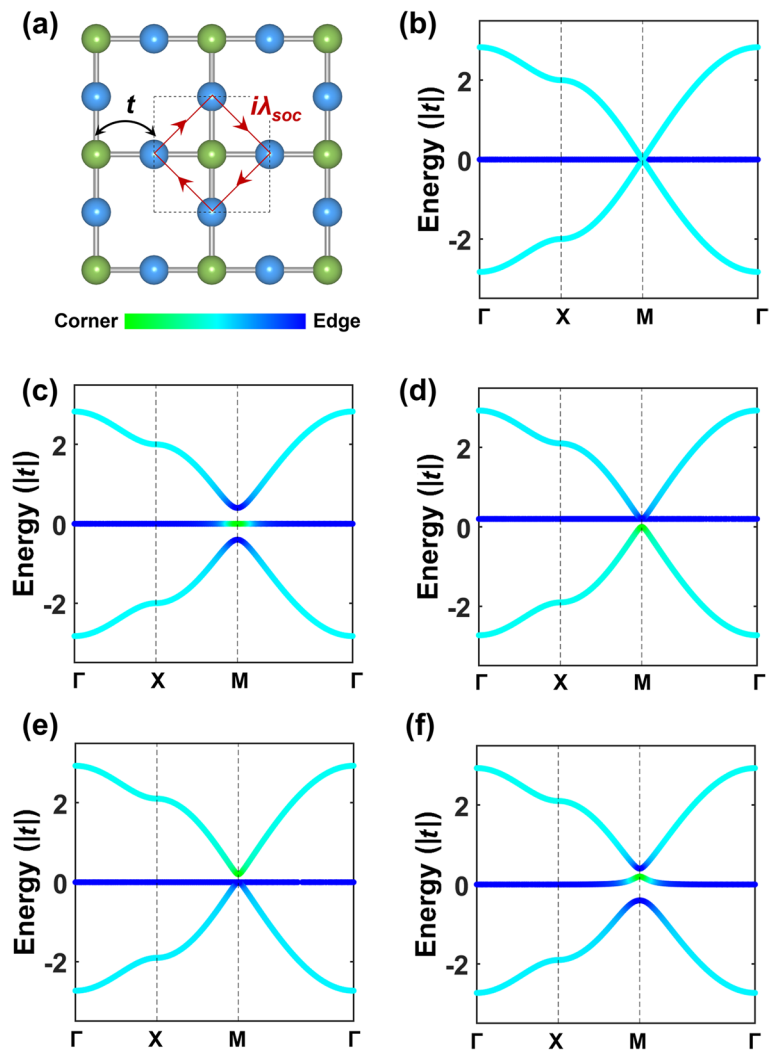 (a)
t
iλsoc
Corner Edge
(b)
Energy (|t|)
2
0
-2
Γ X M Γ
(c)
Energy (|t|)
2
0
-2
Γ X M Γ
(d)
Energy (|t|)
2
0
-2
Γ X M Γ
(e)
Energy (|t|)
2
0
-2
Γ X M Γ
(f)
Energy (|t|)
2
0
-2
Γ X M Γ